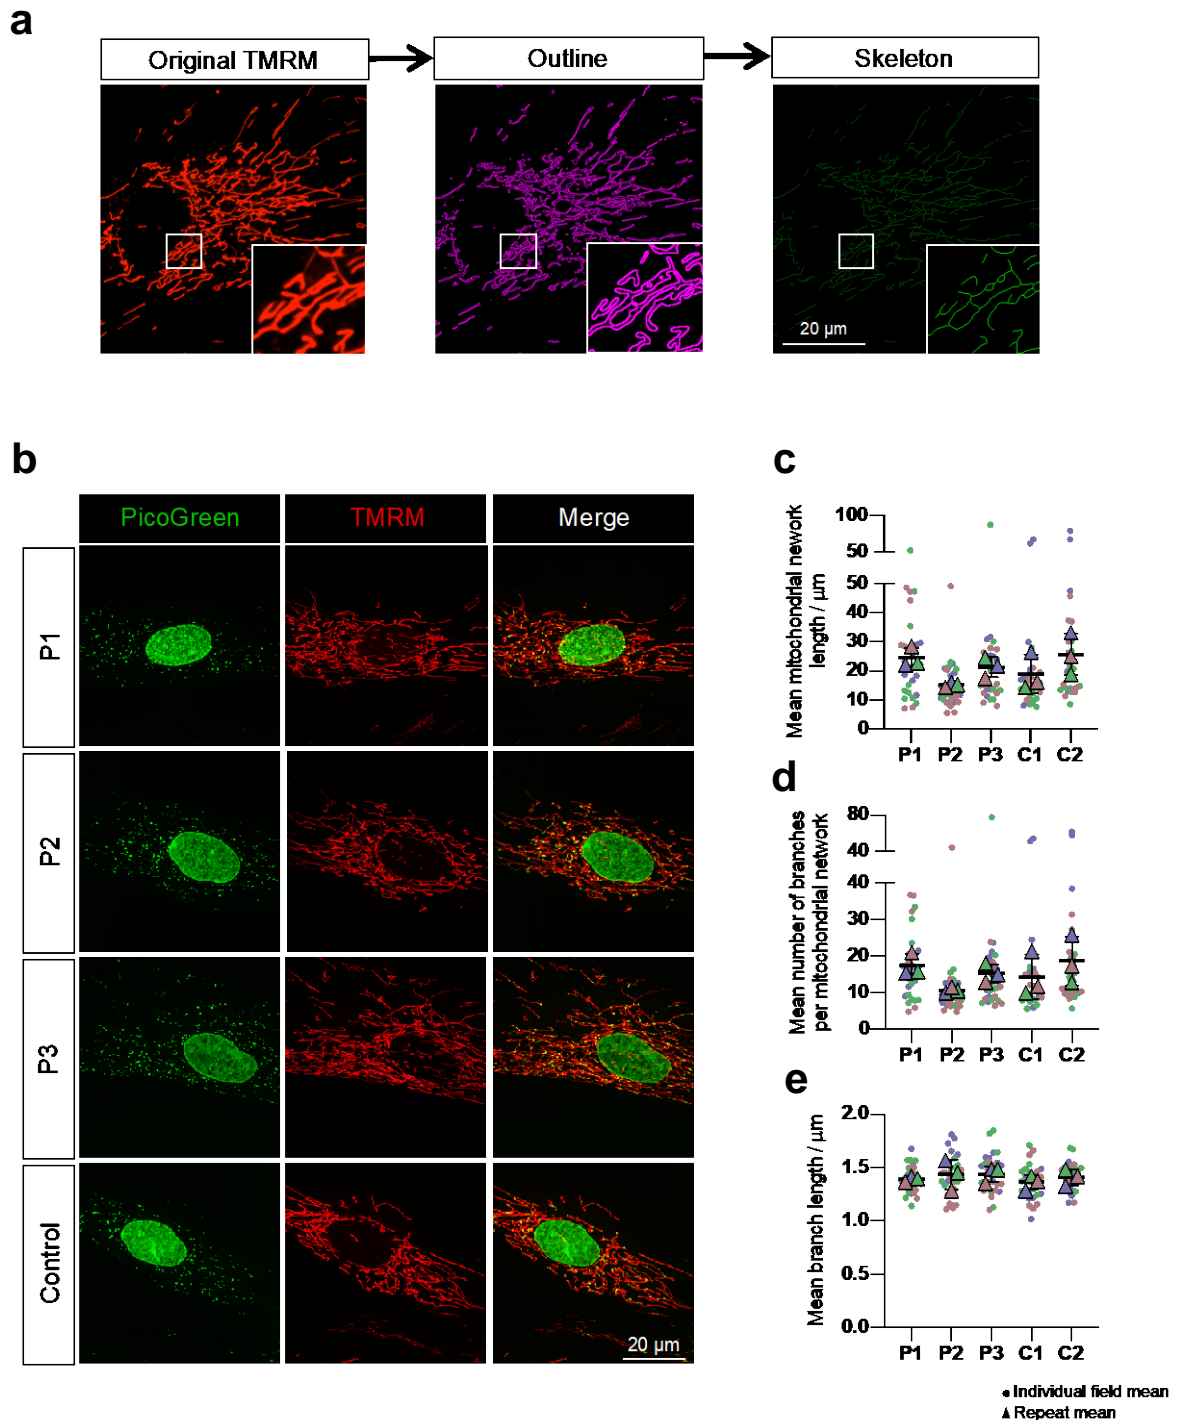 a
Original TMRM
Outline
Skeleton
20 µm
b
PicoGreen
TMRM
Merge
P1
P2
P3
Control
20 µm
c
Mean mitochondrial network
length / µm
100
50
50
40
30
20
10
0
P1 P2 P3 C1 C2
d
Mean number of branches
per mitochondrial network
80
40
40
30
20
10
0
P1 P2 P3 C1 C2
e
Mean branch length / µm
2.0
1.5
1.0
0.5
0.0
P1 P2 P3 C1 C2
Individual field mean
Repeat mean